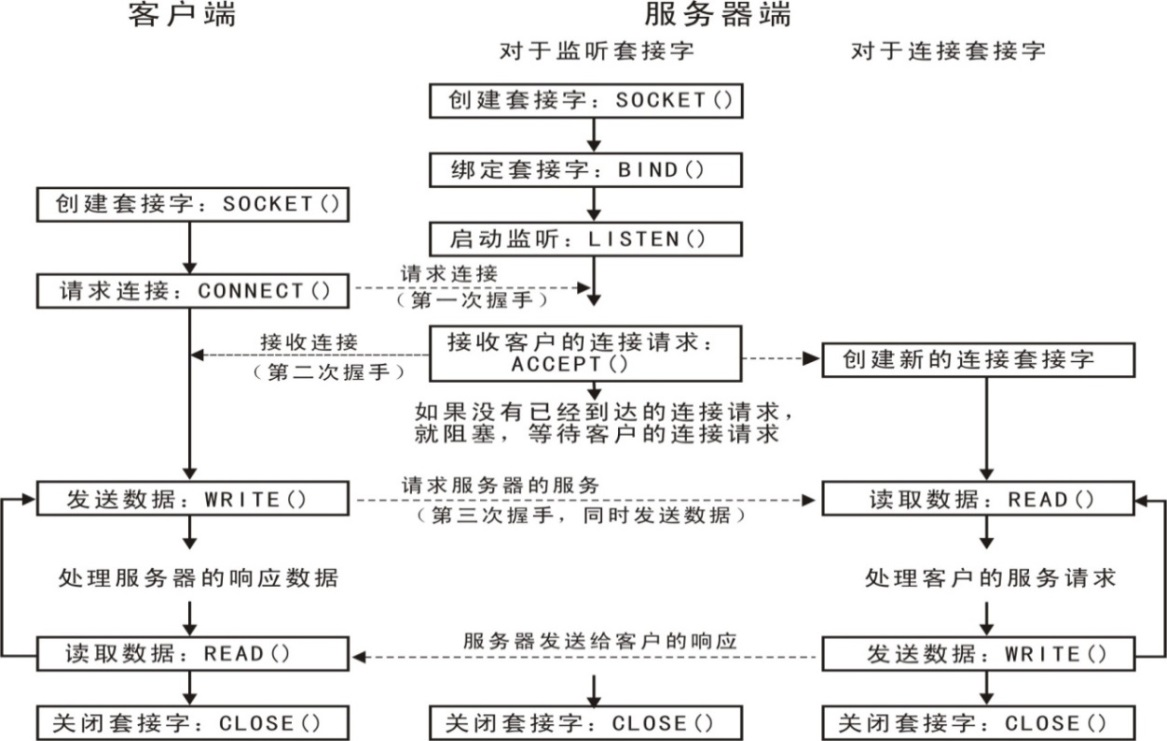 客户端
服务器端
对于监听套接字
对于连接套接字
创建套接字：SOCKET()
绑定套接字：BIND()
创建套接字：SOCKET()
启动监听：LISTEN()
请求连接：CONNECT()
请求连接
（第一次握手）
接收连接
（第二次握手）
接收客户的连接请求：
ACCEPT()
创建新的连接套接字
如果没有已经到达的连接请求，
就阻塞，等待客户的连接请求
发送数据：WRITE()
请求服务器的服务
（第三次握手，同时发送数据）
读取数据：READ()
处理服务器的响应数据
处理客户的服务请求
读取数据：READ()
服务器发送给客户的响应
发送数据：WRITE()
关闭套接字：CLOSE()
关闭套接字：CLOSE()
关闭套接字：CLOSE()